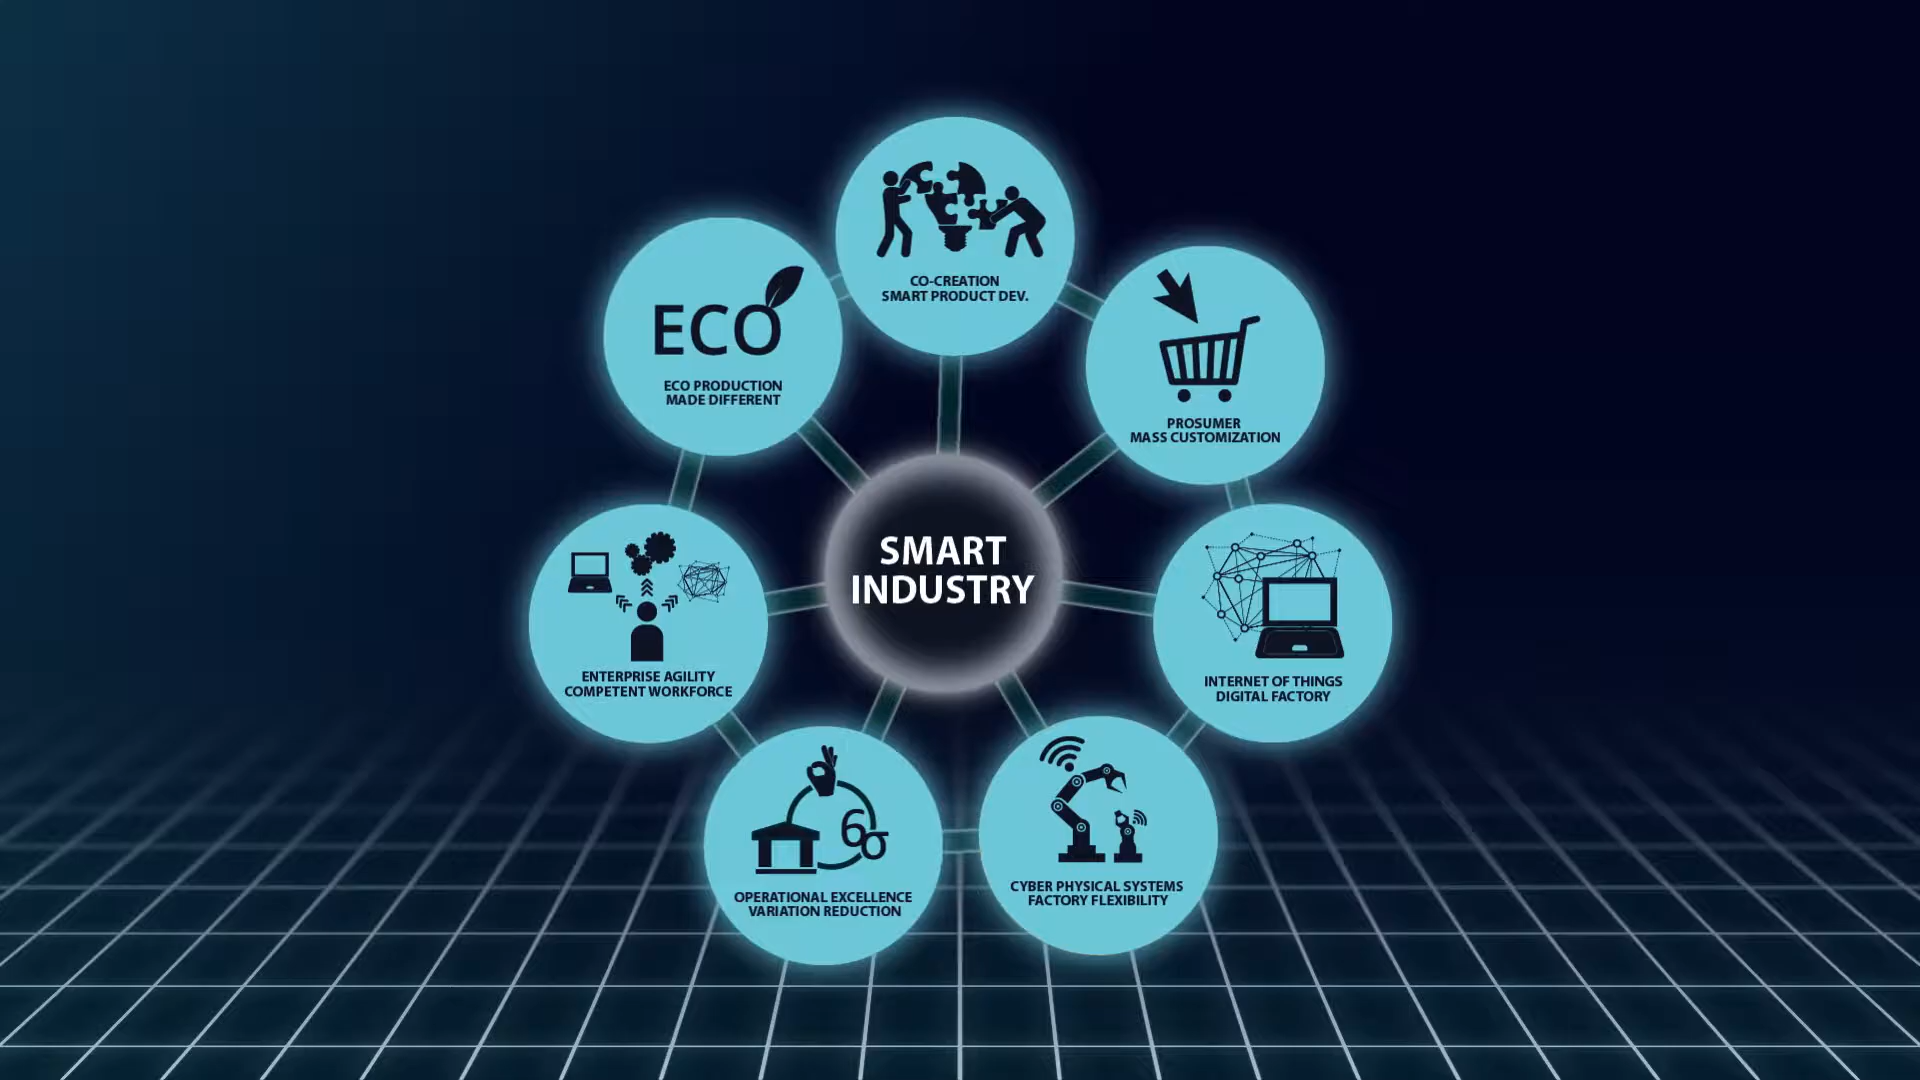 CO-CREATION
SMART PRODUCT DEV.
ECO
ECO PRODUCTION
MADE DIFFERENT
PROSUMER
MASS CUSTOMIZATION
SMART
INDUSTRY
ENTERPRISE AGILITY
COMPETENT WORKFORCE
INTERNET OF THINGS
DIGITAL FACTORY
6σ
OPERATIONAL EXCELLENCE
VARIATION REDUCTION
CYBER PHYSICAL SYSTEMS
FACTORY FLEXIBILITY